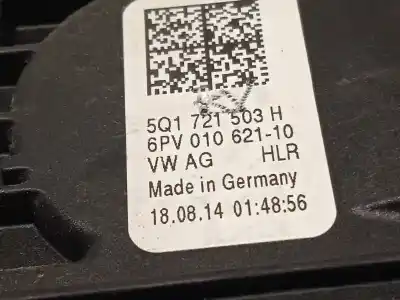 5Q1 721 503 H
6PV 010 621-10
VW AG HLR
Made in Germany
18.08.14 01:48:56